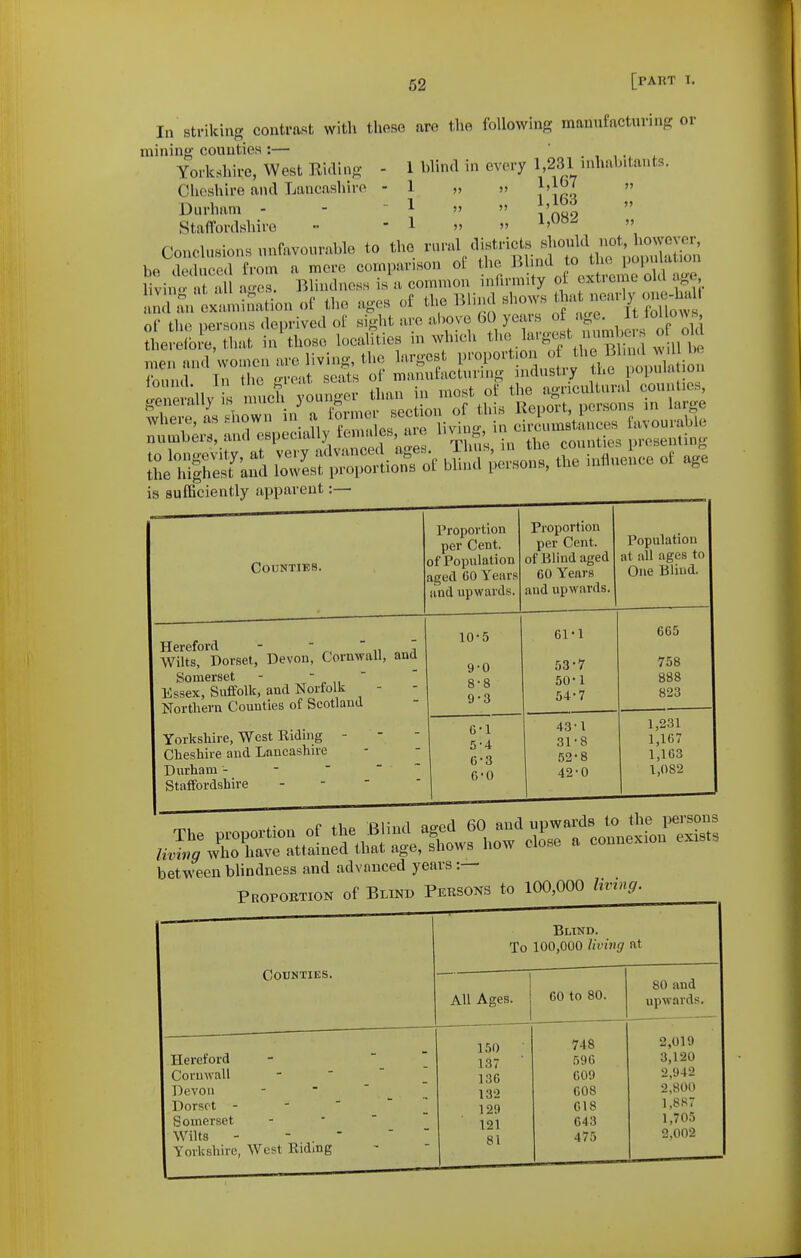 52 [PART I.
In striking contrast with these are the following manufacturing or
mining counties :—
Yorkshire, West Riding - 1 blind in every 1,231 inhabitants.
Cheshire and Lancashire - 1 „ „ 1,167 „
Durham - - - 1 „ „ 1,163 „
Staffordshire - - 1 „ „ 1,082 „
Conclusions unfavourable to the rural districts should not, however,
be deduced from a mere comparison of the Blind to the population
living at all ages. Blindness is a common infirmity of extreme old age,
and an examination of the ages of the Blind shows that nearly one-half
of the persons deprived of sight are above 60 years of age. It follows,
therefore, that in those localities in which the largest numbers of old
men and women are living, the largest proportion of the Blind will be
found. In the great seats of manufacturing industry the population
generally is much younger than in most of the agricultural counties,
where, as shown in a former section of this Report, persons in large
numbers, and especially females, are living, in circumstances favourable
to longevity, at very advanced ages. Thus, in the counties presenting
the highest and lowest proportions of blind persons, the influence of age
is sufficiently apparent :—
COUNTIES. Proportion per Cent. of Population aged 60 Years and upwards. Proportion per Cent. of Blind aged 60 Years and upwards. Population at all ages to One Blind.
Hereford - - - - 10·5 61·1 665
Wilts, Dorset, Devon, Cornwall, and Somerset - - - 9·0 53·7 758
Essex, Suffolk, and Norfolk - - 8·8 50·1 888
Northern Counties of Scotland - 9·3 54·7 823
Yorkshire, West Riding - - - 6·1 43·1 1,231
Cheshire and Lancashire - - 5·4 31·8 1,167
Durham - - - - - 6·3 52·8 1,163
Staffordshire - - - - 6·0 42·0 1,082
The proportion of the Blind aged 60 and upwards to the persons
living who have attained that age, shows how close a connexion exists
between blindness and advanced years :—
PROPORTION of BLIND PERSONS to 100,000 living.
COUNTIES. BLIND.
To 100,000 living at
All Ages. 60 to 80. 80 and upwards.
Hereford - - - 150 748 2,019
Cornwall - - - - 137 596 3,120
Devon - - - - 136 609 2,942
Dorset - - - - - 132 608 2,800
Somerset - - - - 129 618 1,887
Wilts - - - - - 121 643 1,705
Yorkshire, West Riding - - 81 475 2,002